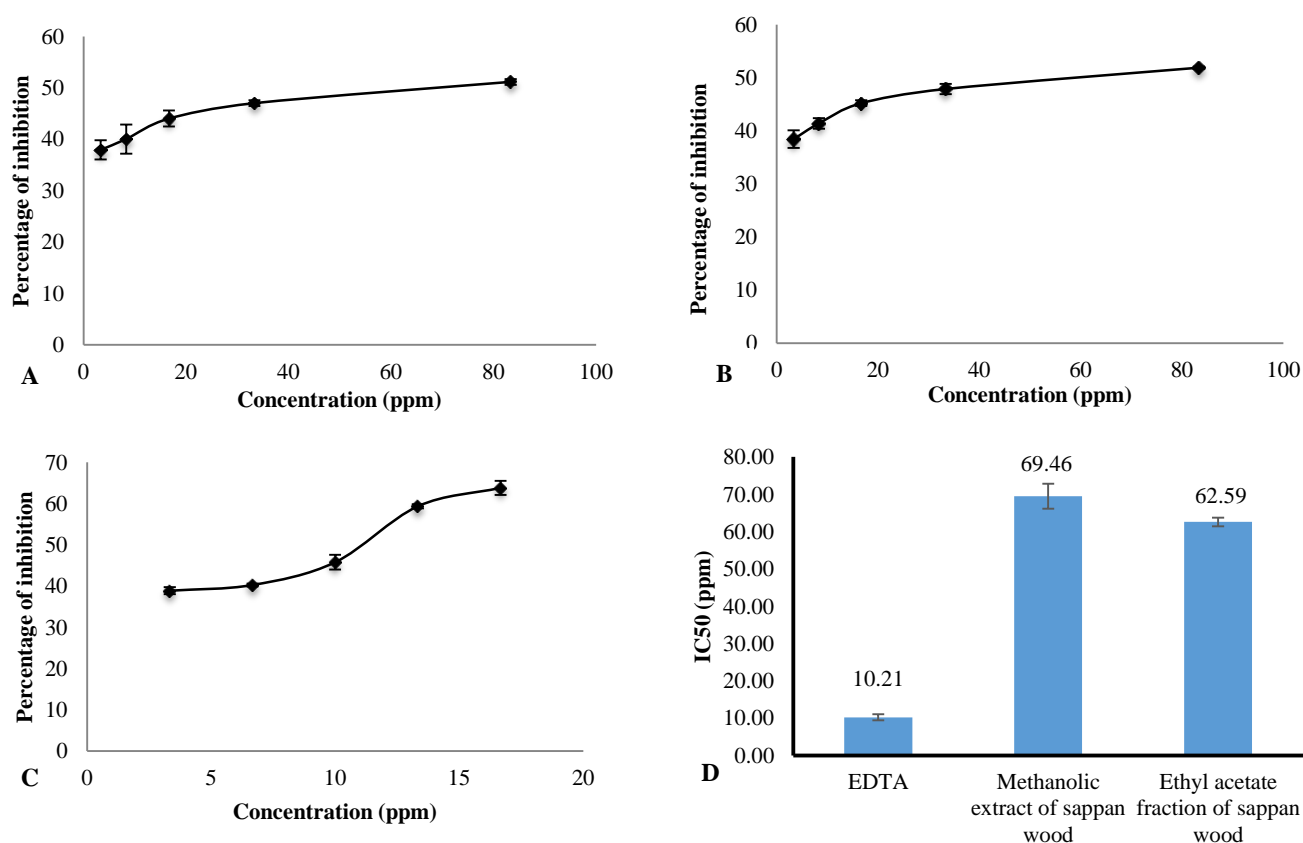 60
50
40
30
20
10
0
Percentage of inhibition
0 20 40 60 80 100
Concentration (ppm)
A
60
50
40
30
20
10
0
Percentage of inhibition
0 20 40 60 80 100
Concentration (ppm)
B
70
60
50
40
30
20
10
0
Percentage of inhibition
0 5 10 15 20
Concentration (ppm)
C
80.00
70.00
60.00
50.00
40.00
30.00
20.00
10.00
0.00
IC50 (ppm)
10.21
69.46
62.59
EDTA
Methanolic
extract of sappan
wood
Ethyl acetate
fraction of sappan
wood
D